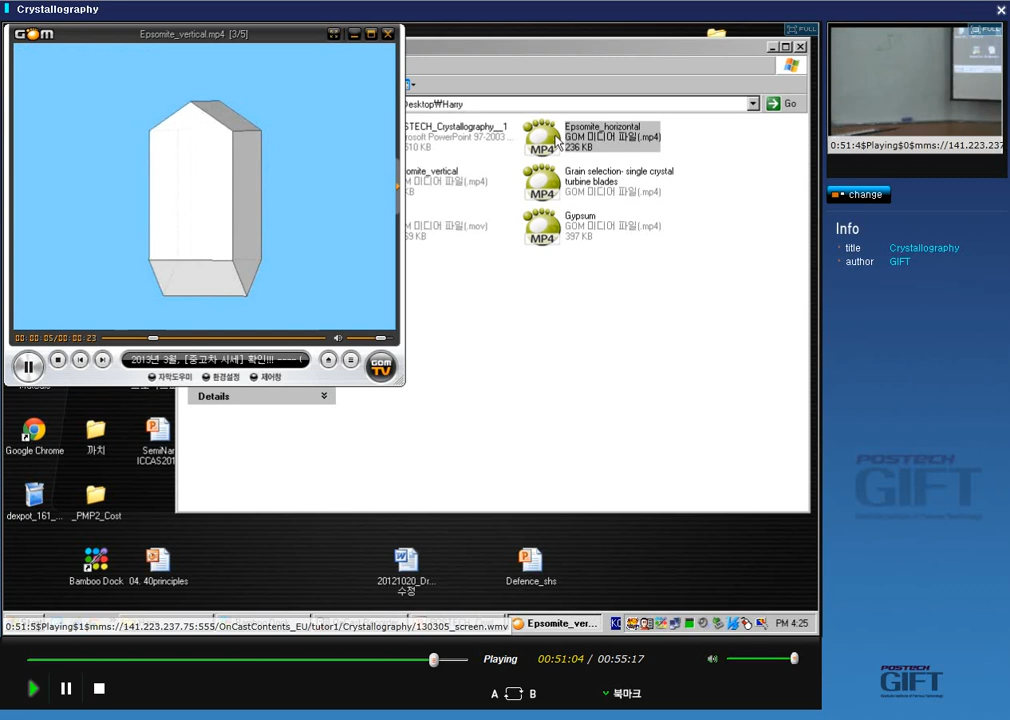 Crystallography
GOM
Epsomite_vertical.mp4 [3/5]
FULL
FULL
Desktop₩Harry
Go
STECH_Crystallography__1
rosoft PowerPoint 97-2003 ...
510 KB
Epsomite_horizontal
GOM 미디어 파일(.mp4)
236 KB
MP4
omite_vertical
M 미디어 파일(.mp4)
Grain selection- single crystal
turbine blades
GOM 미디어 파일(.mp4)
MP4
M 미디어 파일(.mov)
69 KB
Gypsum
GOM 미디어 파일(.mp4)
397 KB
MP4
0:51:4$Playing$0$mms://141.223.237
change
Info
title Crystallography
author GIFT
00:00:05/00:00:23
2013년 3월, [중고차 시세] 확인!!! ---- (
GOM TV
자막도우미 환경설정 제어창
Details
Google Chrome
까치
SemiNar
ICCAS201
dexpot_161_...
_PMP2_Cost
Bamboo Dock
04. 40principles
20121020_Dr...
수정
Defence_shs
POSTECH
GIFT
0:51:5$Playing$1$mms://141.223.237.75:555/OnCastContents_EU/tutor1/Crystallography/130305_screen.wmv
Epsomite_ver...
PM 4:25
Playing 00:51:04 / 00:55:17
A B 북마크
POSTECH
GIFT